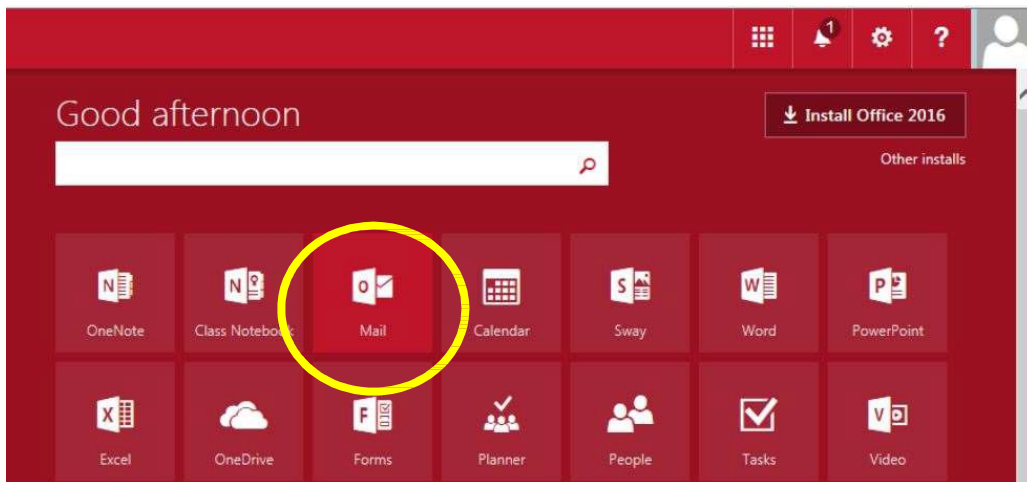 1
?
Good afternoon
Install Office 2016
Other installs
N N O S W P
OneNote Class Notebook Mail Calendar Sway Word PowerPoint
X F V
Excel OneDrive Forms Planner People Tasks Video